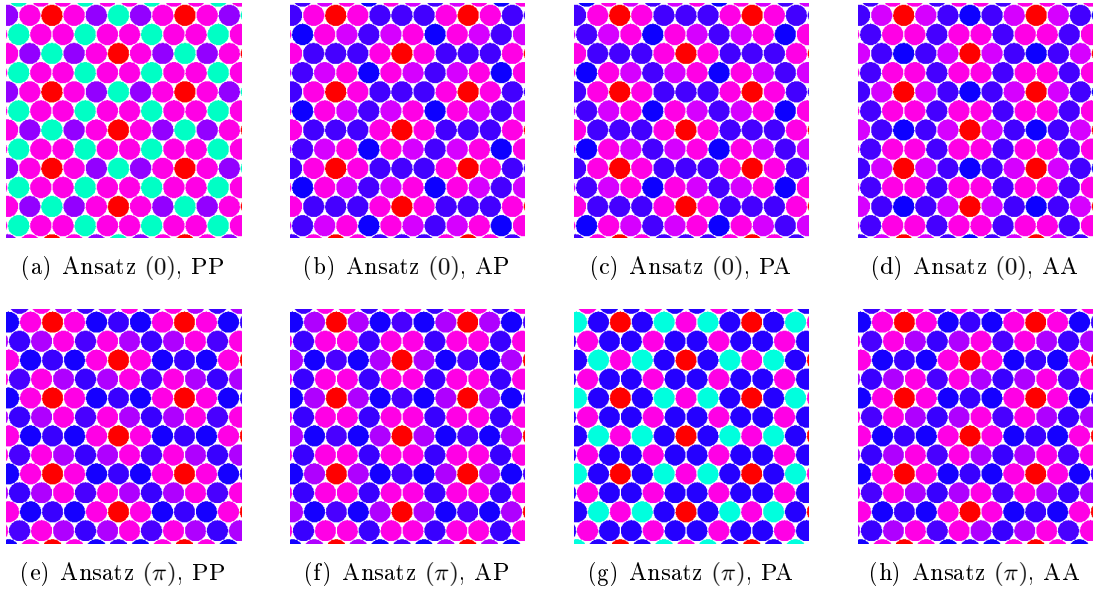 (a) Ansatz (0), PP
(b) Ansatz (0), AP
(c) Ansatz (0), PA
(d) Ansatz (0), AA
(e) Ansatz (π), PP
(f) Ansatz (π), AP
(g) Ansatz (π), PA
(h) Ansatz (π), AA